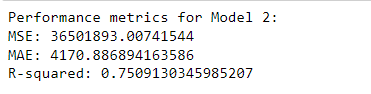 Performance metrics for Model 2:
MSE: 36501893.00741544
MAE: 4170.886894163586
R-squared: 0.7509130345985207